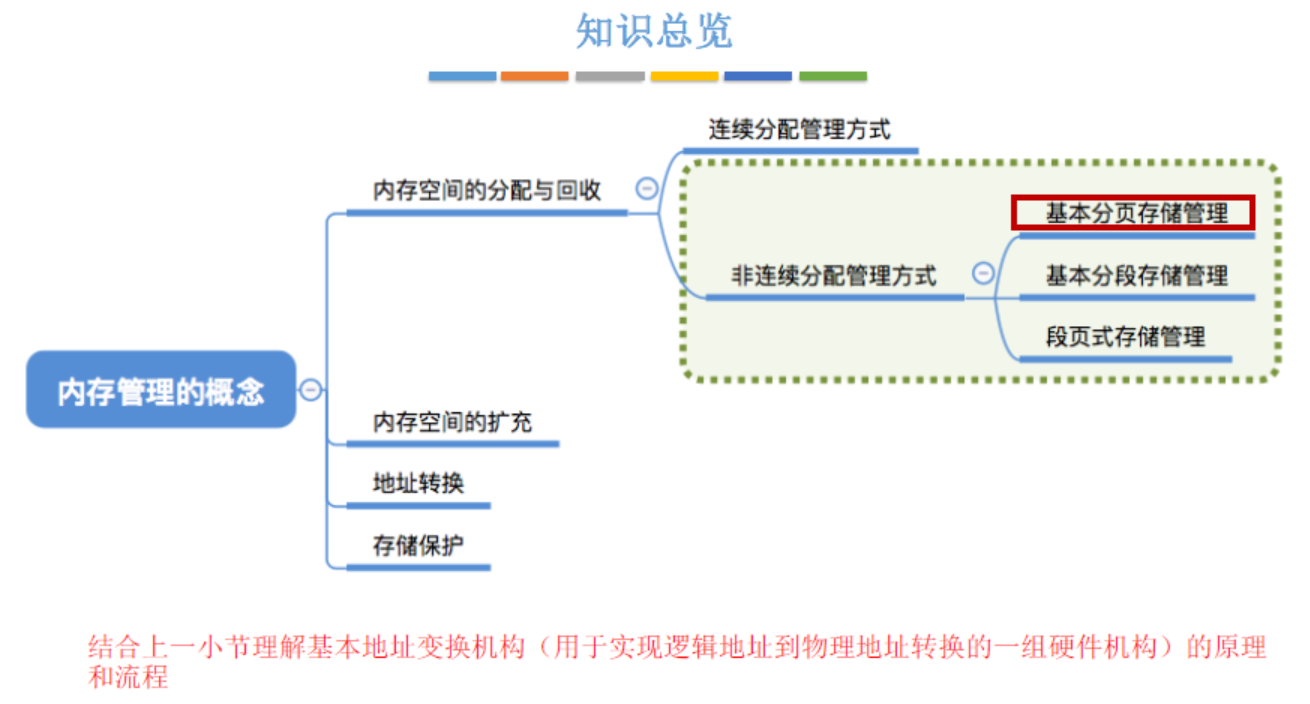 知识总览
连续分配管理方式
内存空间的分配与回收
基本分页存储管理
非连续分配管理方式
基本分段存储管理
段页式存储管理
内存管理的概念
内存空间的扩充
地址转换
存储保护
结合上一小节理解基本地址变换机构（用于实现逻辑地址到物理地址转换的一组硬件机构）的原理
和流程